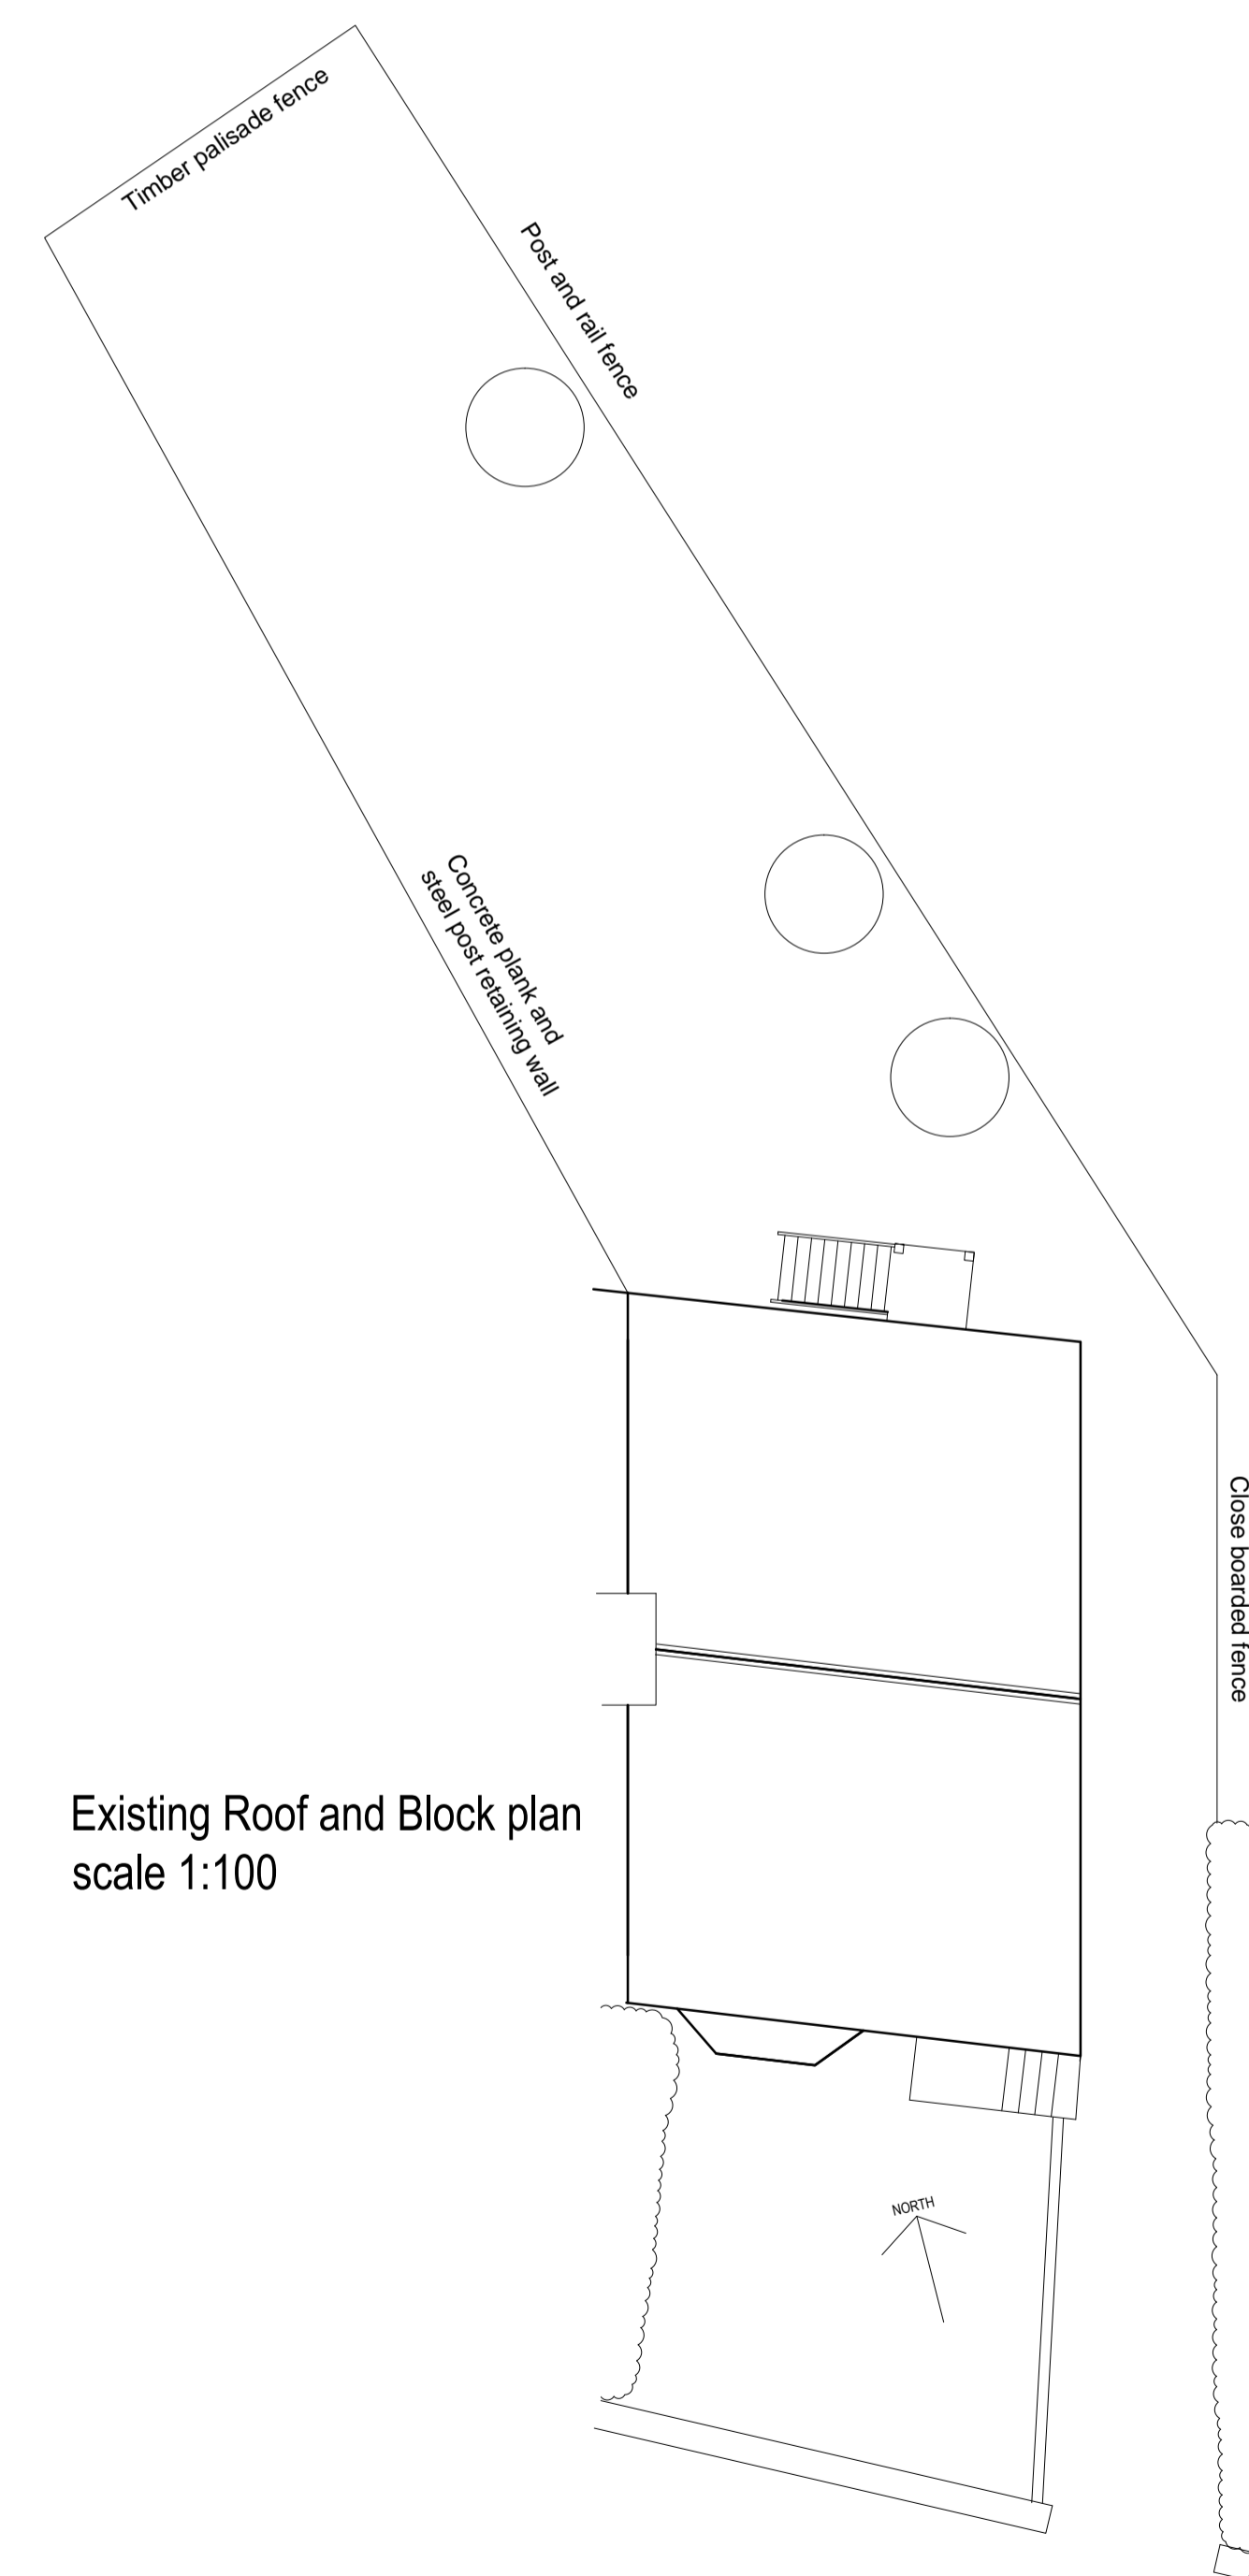 Timber palisade fence
Post and rail fence
Concrete plank and
steel post retaining wall
Close boarded fence
Existing Roof and Block plan
scale 1:100
NORTH